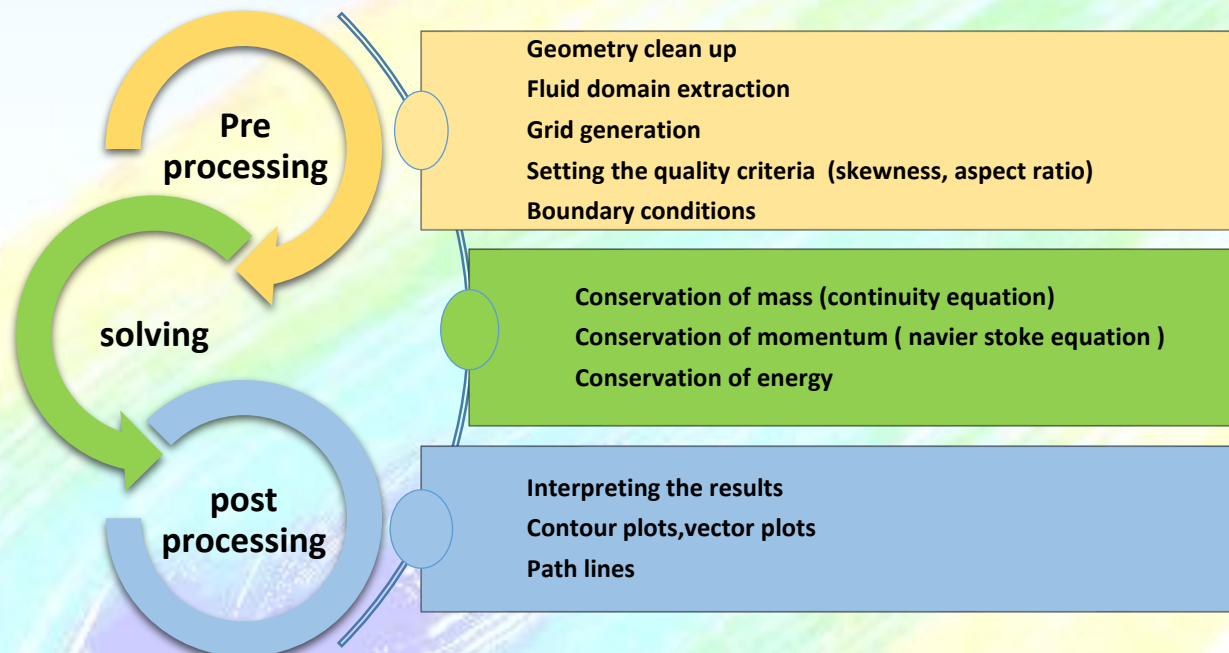 Pre
processing
Geometry clean up
Fluid domain extraction
Grid generation
Setting the quality criteria  (skewness, aspect ratio)
Boundary conditions
solving
Conservation of mass (continuity equation)
Conservation of momentum ( navier stoke equation )
Conservation of energy
post
processing
Interpreting the results
Contour plots,vector plots
Path lines